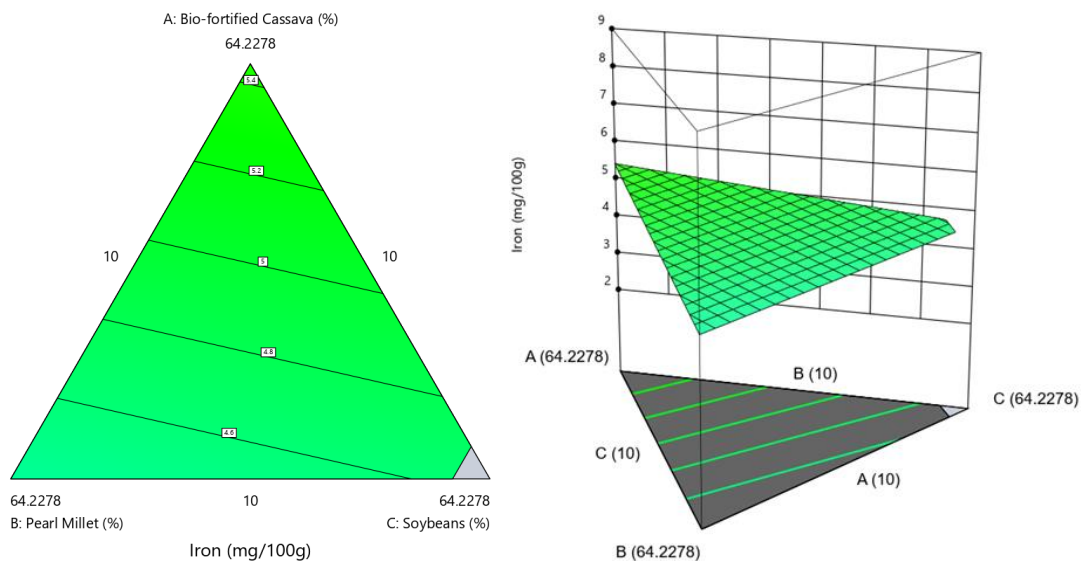 A: Bio-fortified Cassava (%)
64.2278
5.4
5.2
10
10
5
4.8
4.6
64.2278
10
64.2278
B: Pearl Millet (%)
C: Soybeans (%)
Iron (mg/100g)
9
8
7
6
5
4
3
2
Iron (mg/100g)
A (64.2278)
B (10)
C (64.2278)
C (10)
A (10)
B (64.2278)